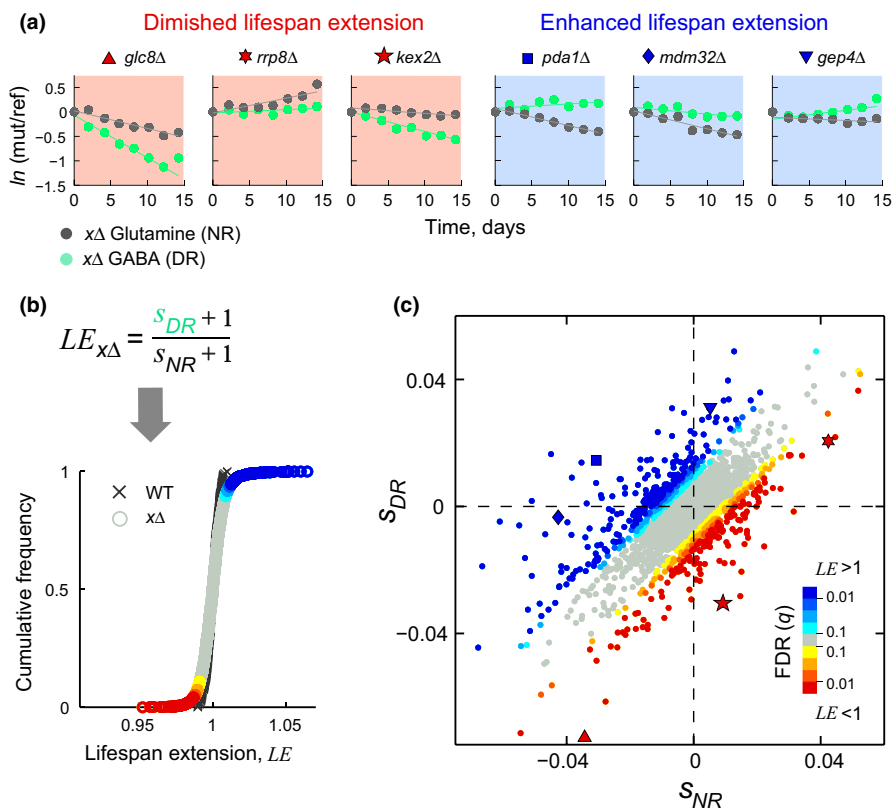 (a)
Dimished lifespan extension
Enhanced lifespan extension
glc8Δ
rrp8Δ
kex2Δ
pda1Δ
mdm32Δ
gep4Δ
ln (mut/ref)
0.5
0
−0.5
−1
−1.5
0 5 10 15
0 5 10 15
0 5 10 15
0 5 10 15
0 5 10 15
0 5 10 15
Time, days
xΔ Glutamine (NR)
xΔ GABA (DR)
(b)
LE_xΔ = (s_DR + 1) / (s_NR + 1)
Cumulative frequency
1
0.5
0
× WT
xΔ
0.95 1 1.05
Lifespan extension, LE
(c)
s_DR
0.04
0
−0.04
−0.04 0 0.04
s_NR
LE >1
FDR (q)
0.01
0.1
0.1
0.01
LE <1